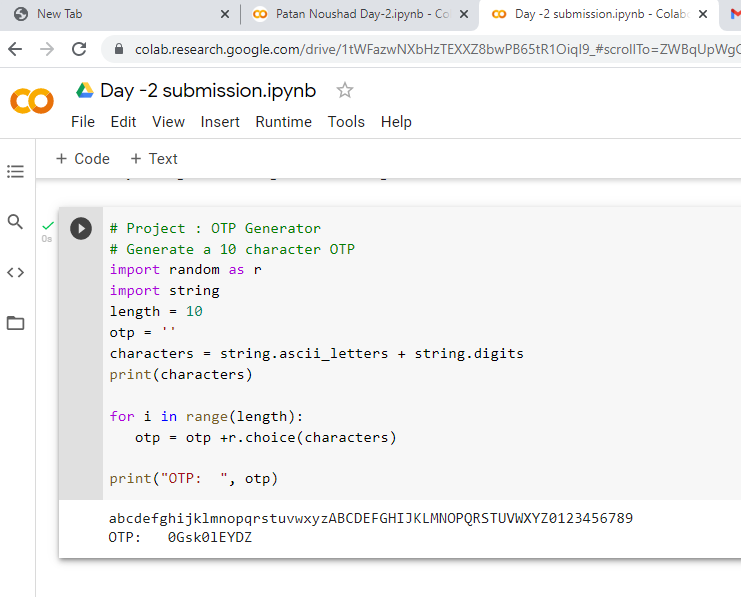 New Tab
Patan Noushad Day-2.ipynb - Co
Day -2 submission.ipynb - Colab
colab.research.google.com/drive/1tWFazwNXbHzTEXXZ8bwPB65tR1OiqI9_#scrollTo=ZWBqUpWg
Day -2 submission.ipynb
File Edit View Insert Runtime Tools Help
+ Code + Text
0s
# Project : OTP Generator
# Generate a 10 character OTP
import random as r
import string
length = 10
otp = ''
characters = string.ascii_letters + string.digits
print(characters)
for i in range(length):
otp = otp +r.choice(characters)
print("OTP:  ", otp)
abcdefghijklmnopqrstuvwxyzABCDEFGHIJKLMNOPQRSTUVWXYZ0123456789
OTP:   0Gsk0lEYDZ